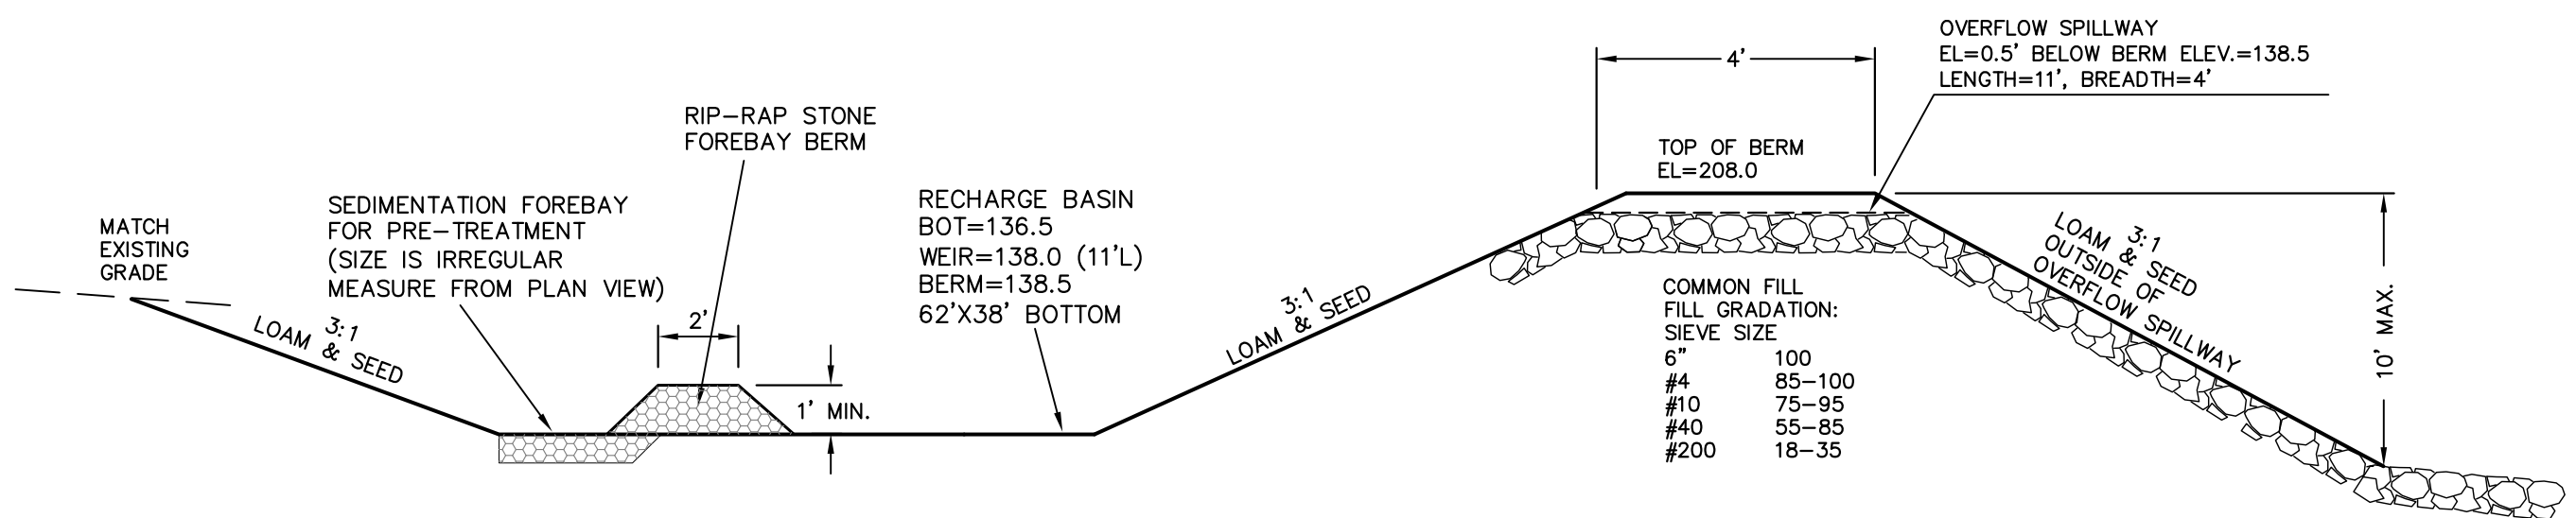 MATCH
EXISTING
GRADE
3:1
LOAM & SEED
SEDIMENTATION FOREBAY
FOR PRE-TREATMENT
(SIZE IS IRREGULAR
MEASURE FROM PLAN VIEW)
RIP-RAP STONE
FOREBAY BERM
2'
1' MIN.
RECHARGE BASIN
BOT=136.5
WEIR=138.0 (11'L)
BERM=138.5
62'X38' BOTTOM
3:1
LOAM & SEED
4'
TOP OF BERM
EL=208.0
COMMON FILL
FILL GRADATION:
SIEVE SIZE
6" 100
#4 85-100
#10 75-95
#40 55-85
#200 18-35
OVERFLOW SPILLWAY
EL=0.5' BELOW BERM ELEV.=138.5
LENGTH=11', BREADTH=4'
3:1
LOAM & SEED
OUTSIDE OF
OVERFLOW SPILLWAY
10' MAX.